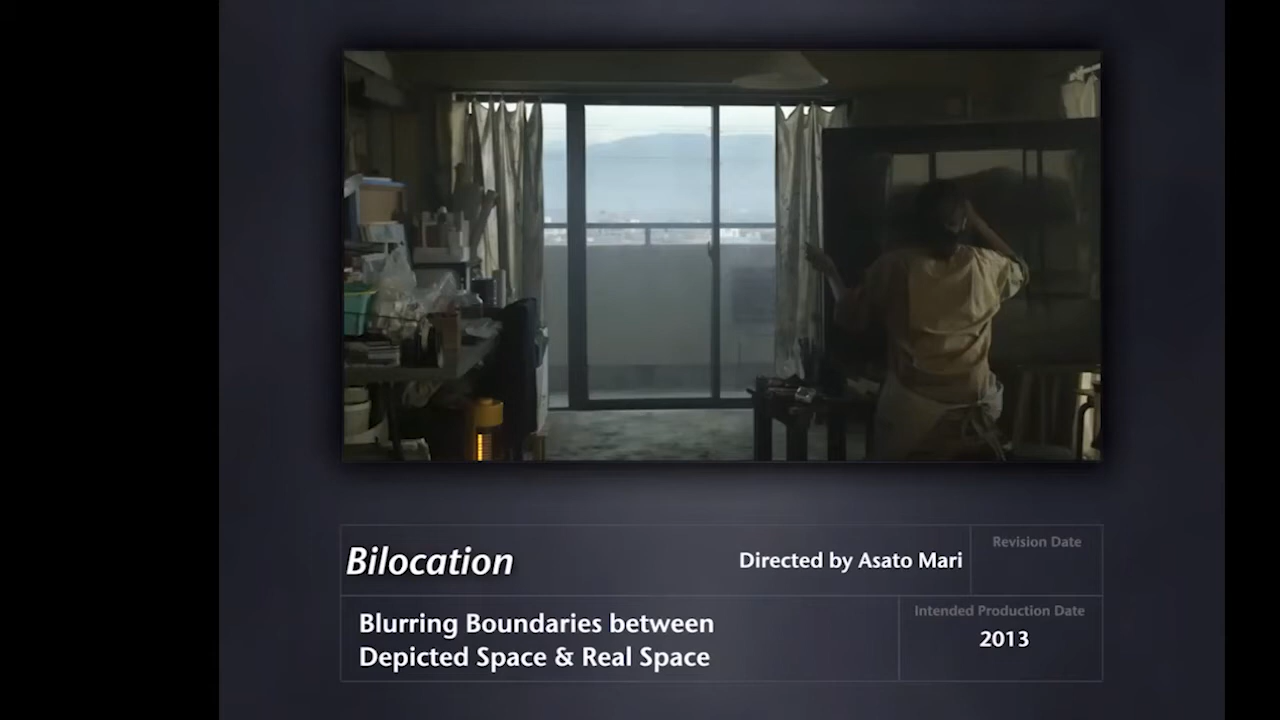 Bilocation
Directed by Asato Mari
Revision Date
Blurring Boundaries between
Depicted Space & Real Space
Intended Production Date
2013